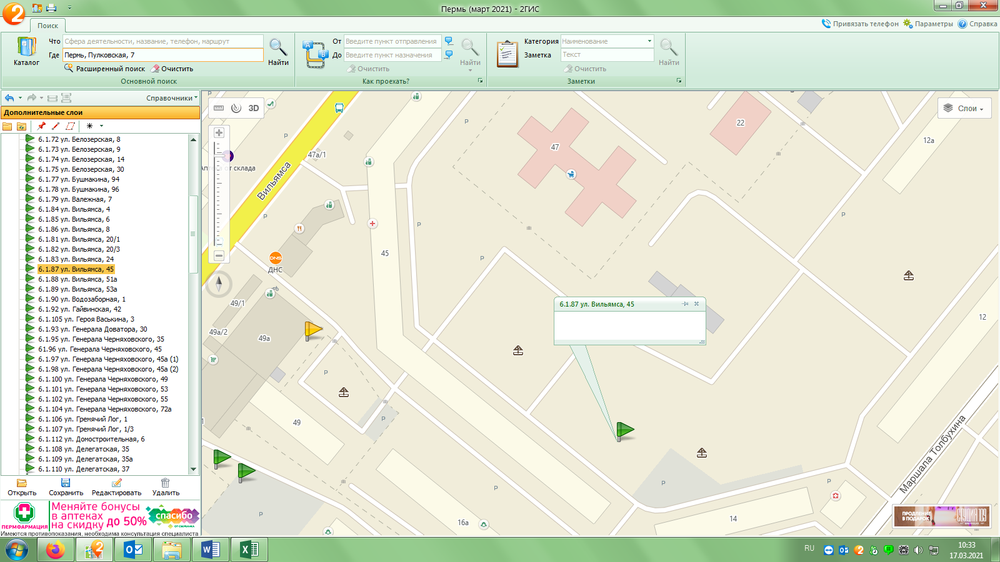 Пермь (март 2021) - 2ГИС
Поиск
Привязать телефон
Параметры
Справка
Каталог
Что
Сфера деятельности, название, телефон, маршрут
Где
Пермь, Пулковская, 7
Расширенный поиск
Очистить
Найти
Основной поиск
От
Введите пункт отправления
До
Введите пункт назначения
Очистить
Найти
Как проехать?
Категория
Наименование
Заметка
Текст
Очистить
Найти
Заметки
Справочники
Дополнительные слои
6.1.72 ул. Белозерская, 8
6.1.73 ул. Белозерская, 9
6.1.74 ул. Белозерская, 14
6.1.75 ул. Белозерская, 30
6.1.77 ул. Бушмакина, 94
6.1.78 ул. Бушмакина, 96
6.1.79 ул. Валежная, 7
6.1.84 ул. Вильямса, 4
6.1.85 ул. Вильямса, 6
6.1.86 ул. Вильямса, 8
6.1.81 ул. Вильямса, 20/1
6.1.82 ул. Вильямса, 20/3
6.1.83 ул. Вильямса, 24
6.1.87 ул. Вильямса, 45
6.1.88 ул. Вильямса, 51а
6.1.89 ул. Вильямса, 53а
6.1.90 ул. Водозаборная, 1
6.1.92 ул. Гайвинская, 42
6.1.105 ул. Героя Васькина, 3
6.1.93 ул. Генерала Доватора, 30
6.1.95 ул. Генерала Черняховского, 35
61.96 ул. Генерала Черняховского, 45
6.1.97 ул. Генерала Черняховского, 45а (1)
6.1.98 ул. Генерала Черняховского, 45а (2)
6.1.100 ул. Генерала Черняховского, 49
6.1.101 ул. Генерала Черняховского, 53
6.1.102 ул. Генерала Черняховского, 55
6.1.104 ул. Генерала Черняховского, 72а
6.1.106 ул. Гремячий Лог, 1
6.1.107 ул. Гремячий Лог, 1/3
6.1.112 ул. Домостроительная, 6
6.1.108 ул. Делегатская, 35
6.1.109 ул. Делегатская, 35а
6.1.110 ул. Делегатская, 37
Открыть
Сохранить
Редактировать
Удалить
ПЕРМФАРМАЦИЯ
Меняйте бонусы
в аптеках
на скидку до 50%
спасибо
ОТ СБЕРБАНКА
Имеются противопоказания, необходима консультация специалиста
3D
Слои
Аптека от склада
Вильямса
47а/1
47
22
12а
45
DNS
ДНС
49/1
49а/2
49а
6.1.87 ул. Вильямса, 45
12
49
16а
14
Маршала Толбухина
ПРОДЛЕНИЕ
В ПОДАРОК
СТУДИЯ 109
RU
10:33
17.03.2021